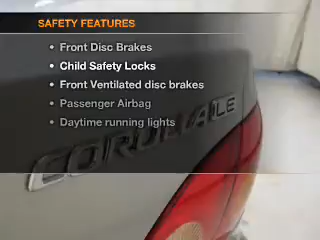 SAFETY FEATURES
• Front Disc Brakes
• Child Safety Locks
• Front Ventilated disc brakes
• Passenger Airbag
• Daytime running lights
COROLLA LE